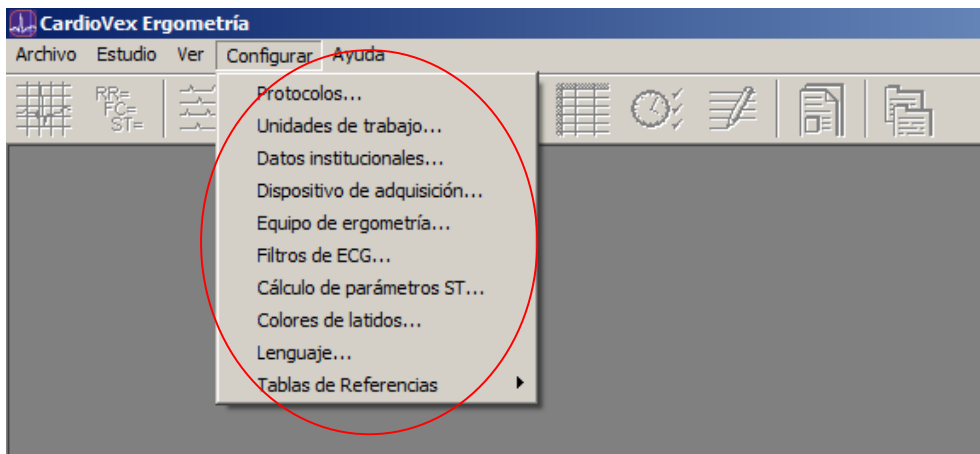 CardioVex Ergometría
Archivo Estudio Ver Configurar Ayuda
RR=
FC=
ST=
Protocolos...
Unidades de trabajo...
Datos institucionales...
Dispositivo de adquisición...
Equipo de ergometría...
Filtros de ECG...
Cálculo de parámetros ST...
Colores de latidos...
Lenguaje...
Tablas de Referencias